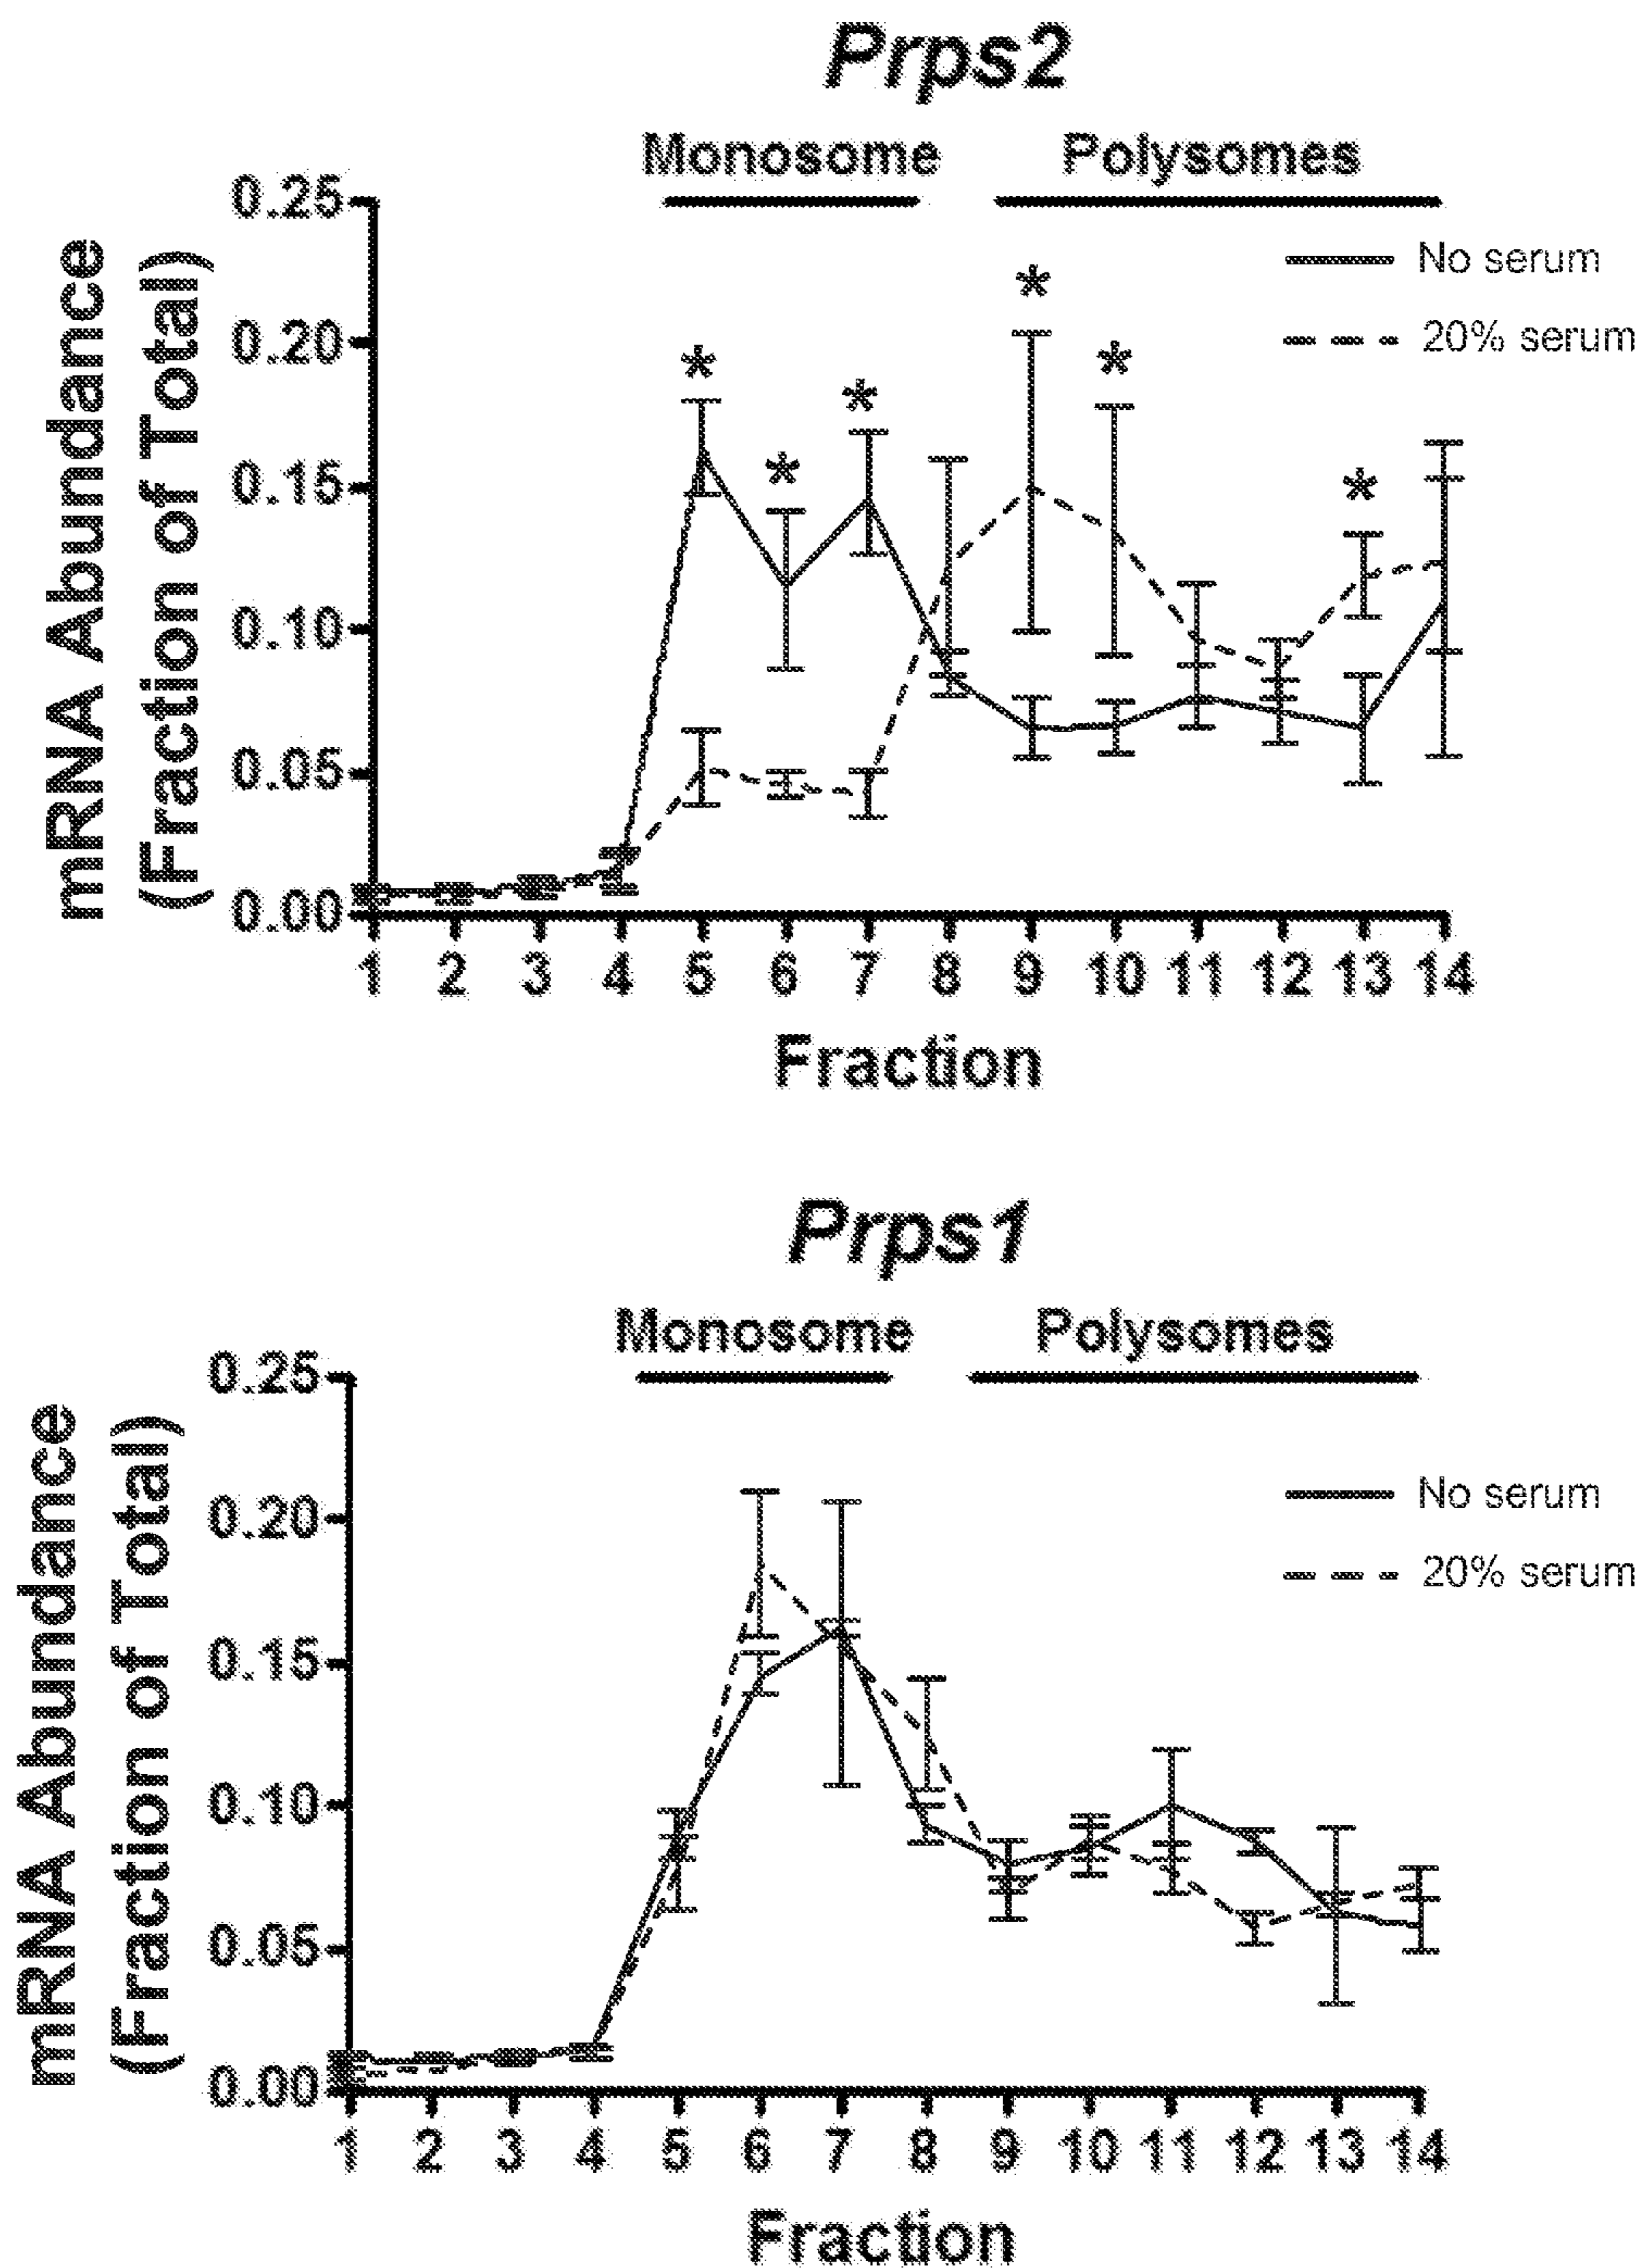 Prps2
Monosome Polysomes
mRNA Abundance
(Fraction of Total)
0.25
0.20
0.15
0.10
0.05
0.00
No serum
20% serum
* * * * * *
1 2 3 4 5 6 7 8 9 10 11 12 13 14
Fraction
Prps1
Monosome Polysomes
mRNA Abundance
(Fraction of Total)
0.25
0.20
0.15
0.10
0.05
0.00
No serum
20% serum
1 2 3 4 5 6 7 8 9 10 11 12 13 14
Fraction